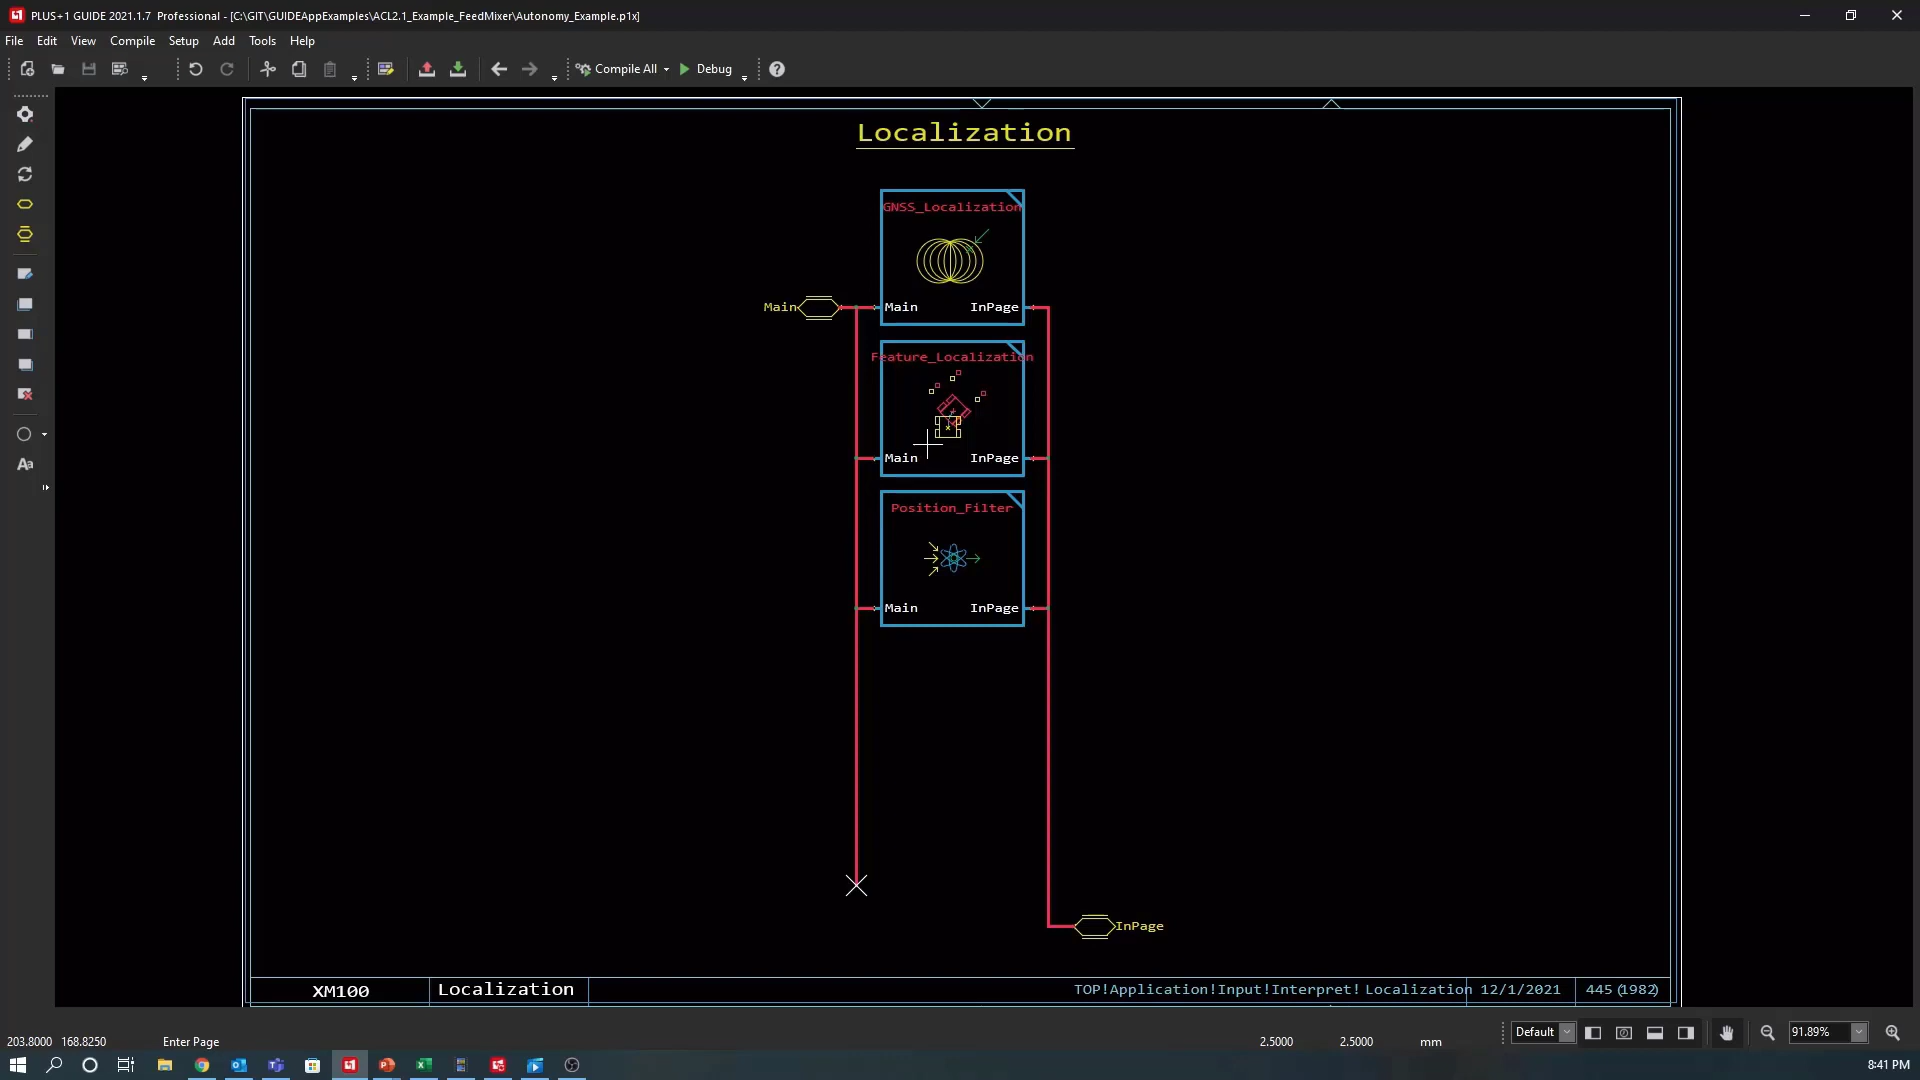 PLUS+1 GUIDE 2021.1.7 Professional - [C:\GIT\GUIDEAppExamples\ACL2.1_Example_FeedMixer\Autonomy_Example.p1x]
File Edit View Compile Setup Add Tools Help
Compile All Debug
Localization
GNSS_Localization
Main Main InPage
Feature_Localization
Main InPage
Position_Filter
Main InPage
InPage
XM100 Localization TOP!Application!Input!Interpret! Localization 12/1/2021 445 (1982)
Default 91.89%
203.8000 168.8250 Enter Page 2.5000 2.5000 mm
8:41 PM